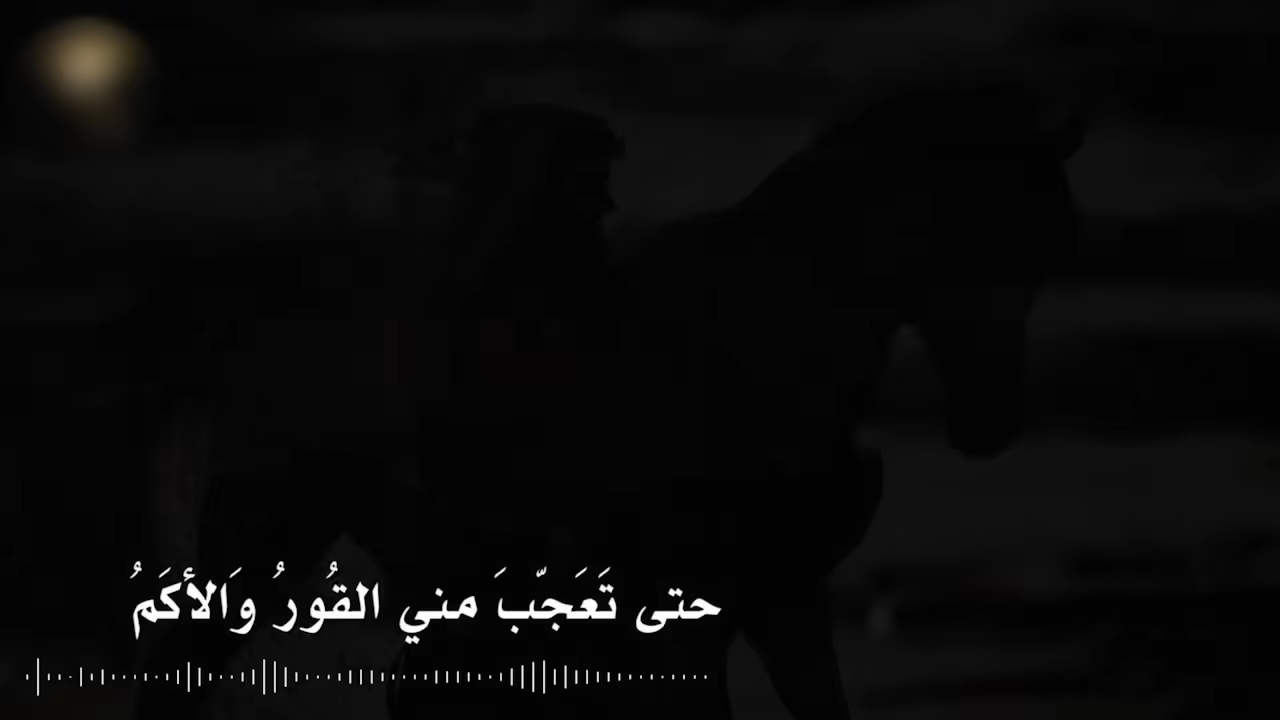 حتى تَعَجّبَ مني القُورُ وَالأكَمُ